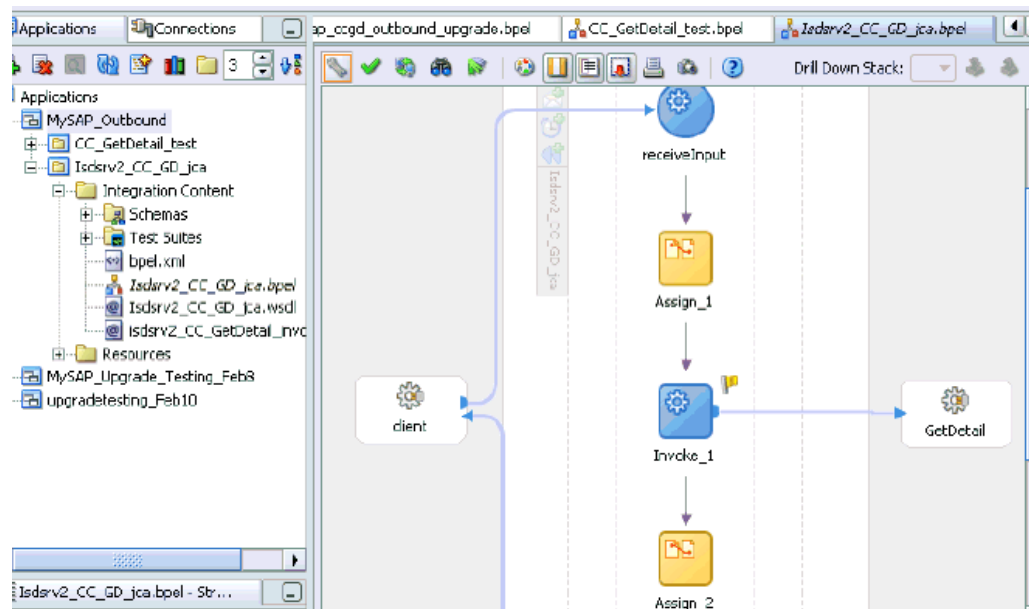 Applications
Connections
ap_ccgd_outbound_upgrade.bpel
CC_GetDetail_test.bpel
Isdsrv2_CC_GD_jca.bpel
3
Drill Down Stack:
Applications
MySAP_Outbound
CC_GetDetail_test
Isdsrv2_CC_GD_jca
Integration Content
Schemas
Test Suites
bpel.xml
Isdsrv2_CC_GD_jca.bpel
Isdsrv2_CC_GD_jca.wsdl
isdsrv2_CC_GetDetail_invo
Resources
MySAP_Upgrade_Testing_Feb8
upgradetesting_Feb10
Isdsrv2_CC_GD_jca
receiveInput
Assign_1
client
Invoke_1
GetDetail
Assign_2
Isdsrv2_CC_GD_jca.bpel - Str...